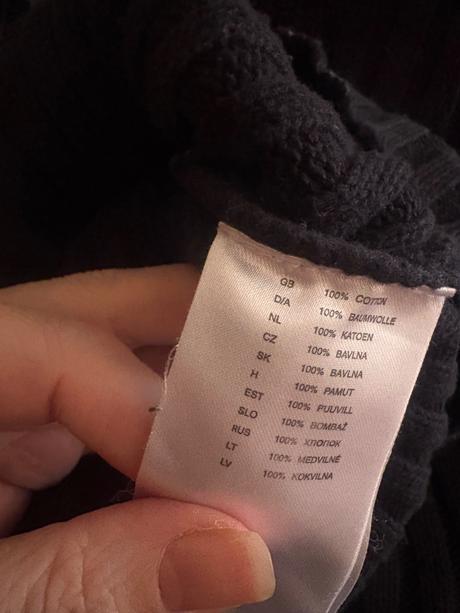 GB 100% COTTON
D/A 100% BAUMWOLLE
NL 100% KATOEN
CZ 100% BAVLNA
SK 100% BAVLNA
H 100% PAMUT
EST 100% PUUVILL
SLO 100% BOMBAŽ
RUS 100% ХЛОПОК
LT 100% MEDVILNĖ
LV 100% KOKVILNA